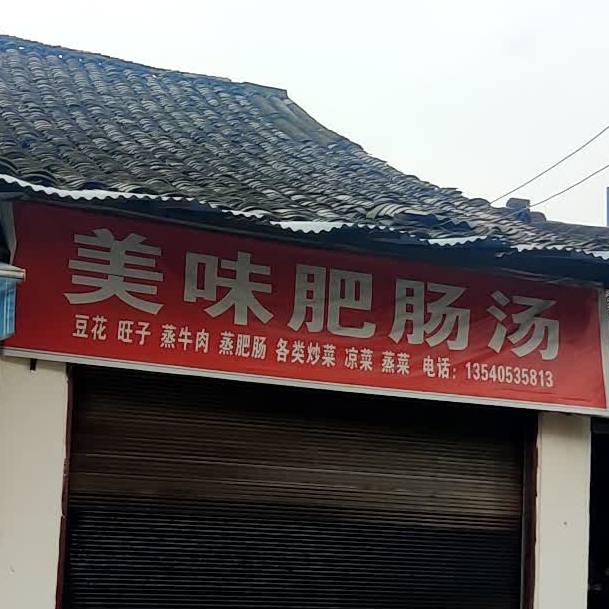 美味肥肠汤
豆花 旺子 蒸牛肉 蒸肥肠 各类炒菜 凉菜 蒸菜 电话：13540535813